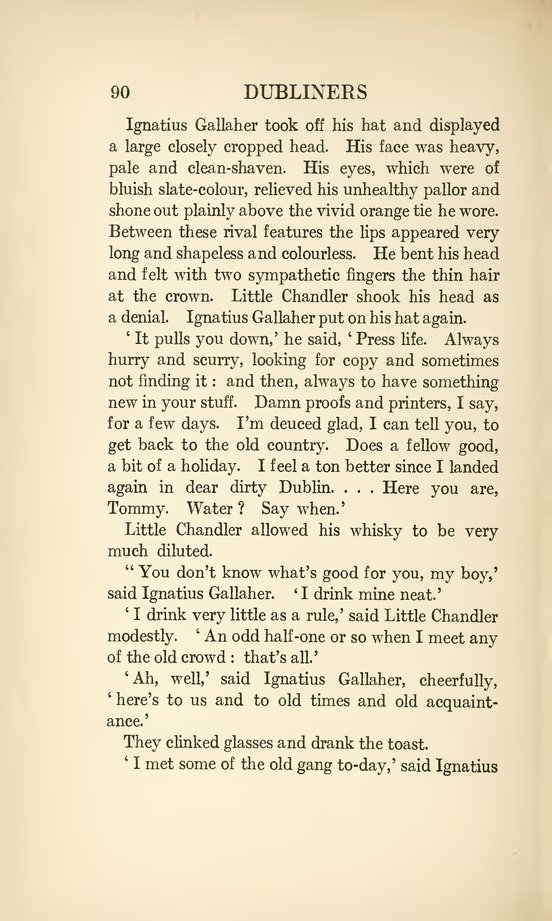 90 DUBLINERS
Ignatius Gallaher took off his hat and displayed
a large closely cropped head. His face was heavy,
pale and clean-shaven. His eyes, which were of
bluish slate-colour, relieved his unhealthy pallor and
shone out plainly above the vivid orange tie he wore.
Between these rival features the lips appeared very
long and shapeless and colourless. He bent his head
and felt with two sympathetic fingers the thin hair
at the crown. Little Chandler shook his head as
a denial. Ignatius Gallaher put on his hat again.
‘ It pulls you down,’ he said, ‘ Press life. Always
hurry and scurry, looking for copy and sometimes
not finding it : and then, always to have something
new in your stuff. Damn proofs and printers, I say,
for a few days. I’m deuced glad, I can tell you, to
get back to the old country. Does a fellow good,
a bit of a holiday. I feel a ton better since I landed
again in dear dirty Dublin. . . . Here you are,
Tommy. Water ? Say when.’
Little Chandler allowed his whisky to be very
much diluted.
“ You don’t know what’s good for you, my boy,’
said Ignatius Gallaher. ‘ I drink mine neat.’
‘ I drink very little as a rule,’ said Little Chandler
modestly. ‘ An odd half-one or so when I meet any
of the old crowd : that’s all.’
‘ Ah, well,’ said Ignatius Gallaher, cheerfully,
‘ here’s to us and to old times and old acquaint-
ance.’
They clinked glasses and drank the toast.
‘ I met some of the old gang to-day,’ said Ignatius